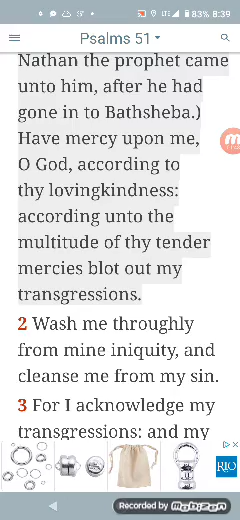 83% 8:39
Psalms 51
Nathan the prophet came
unto him, after he had
gone in to Bathsheba.)
Have mercy upon me,
O God, according to
thy lovingkindness:
according unto the
multitude of thy tender
mercies blot out my
transgressions.
2 Wash me throughly
from mine iniquity, and
cleanse me from my sin.
3 For I acknowledge my
transgressions: and my
RIO
Recorded by Mobizen